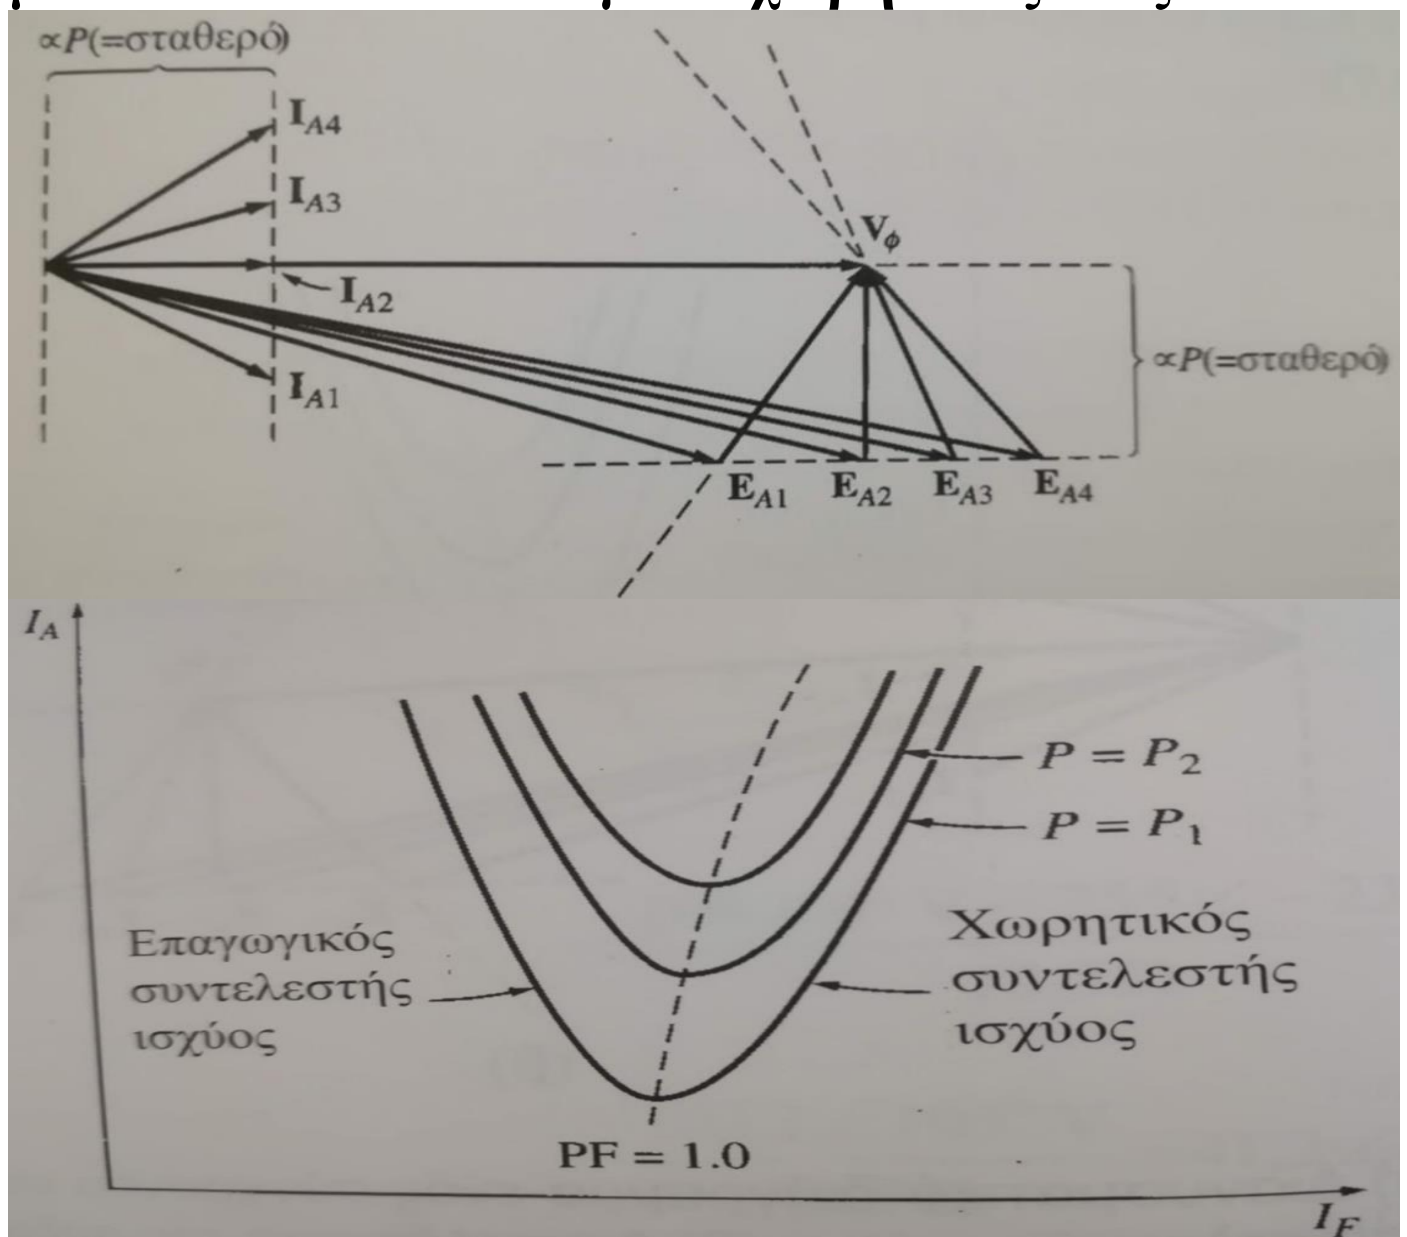 ∝P(=σταθερό)
I_A4
I_A3
V_ϕ
I_A2
∝P(=σταθερό)
I_A1
E_A1 E_A2 E_A3 E_A4
I_A
P = P_2
P = P_1
Επαγωγικός
συντελεστής
ισχύος
Χωρητικός
συντελεστής
ισχύος
PF = 1.0
I_F